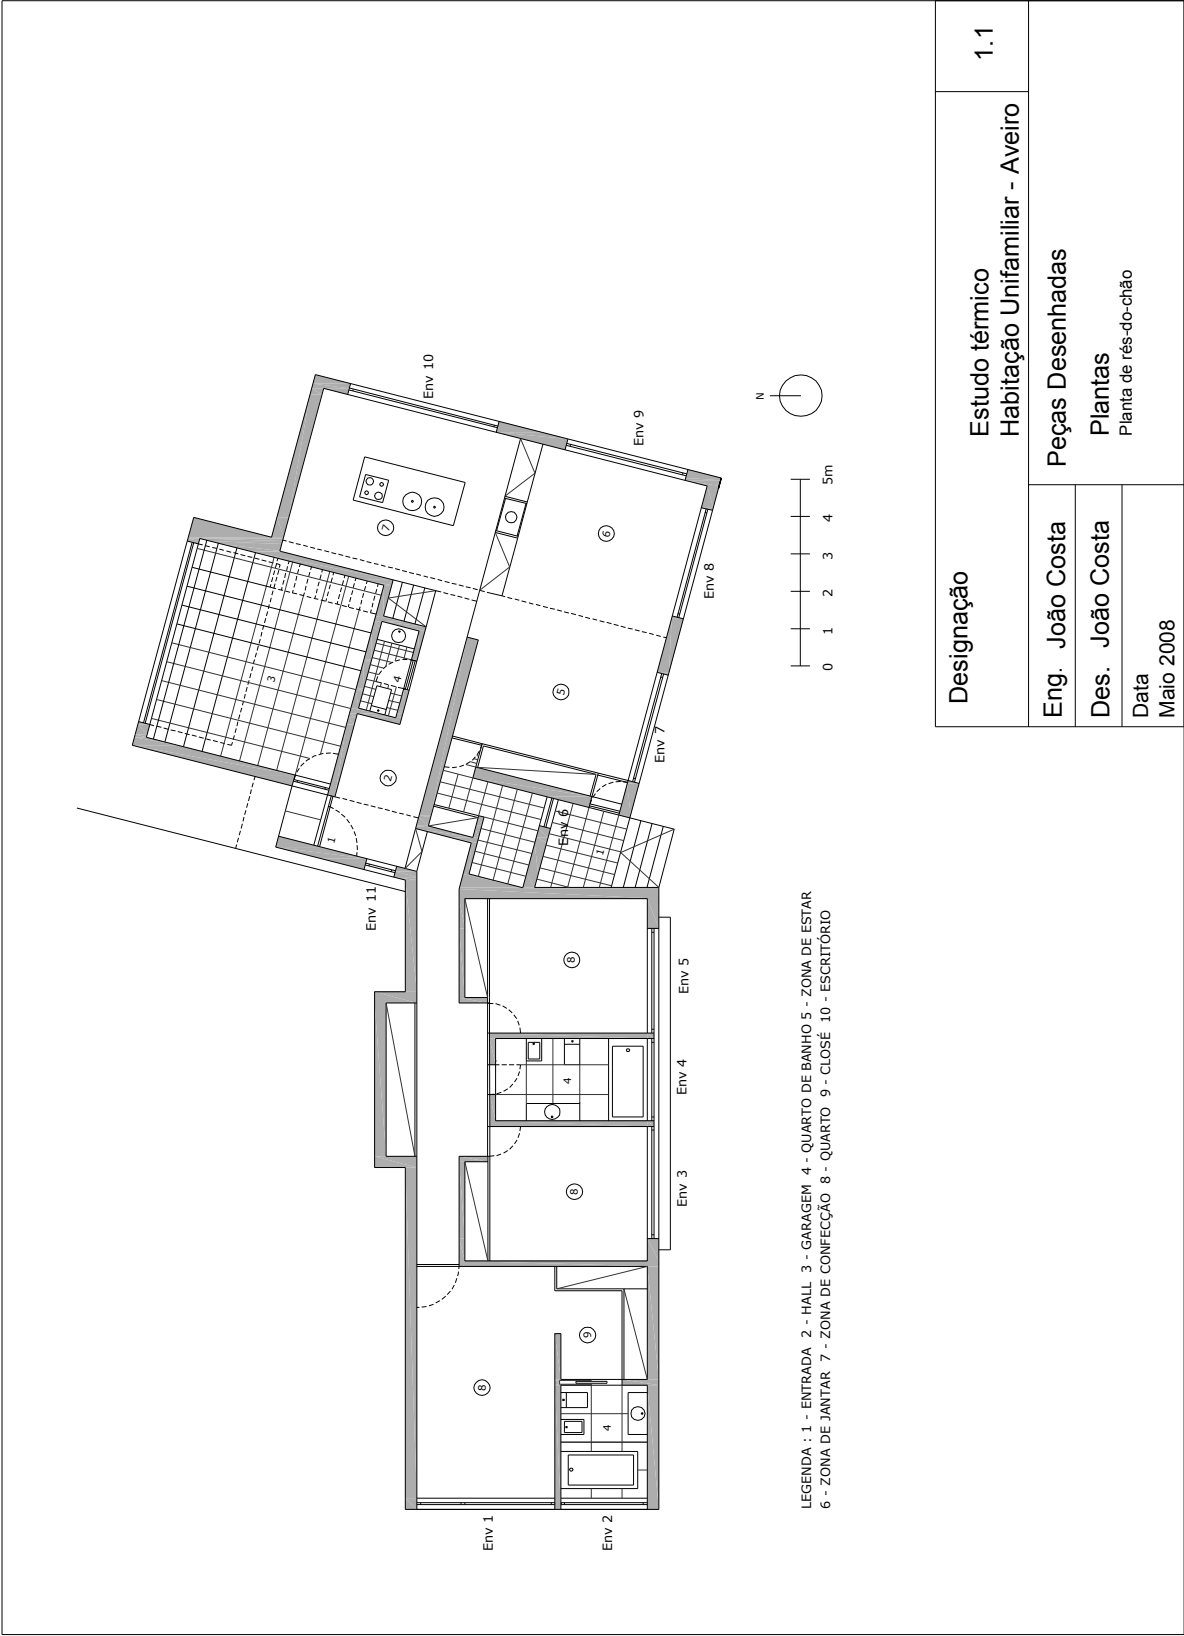 Env 1
Env 2
Env 3
Env 4
Env 5
Env 6
Env 7
Env 8
Env 9
Env 10
Env 11
1
2
3
4
5
6
7
1
8
4
8
8
9
4
N
0 1 2 3 4 5m
LEGENDA : 1 - ENTRADA 2 - HALL 3 - GARAGEM 4 - QUARTO DE BANHO 5 - ZONA DE ESTAR
6 - ZONA DE JANTAR 7 - ZONA DE CONFECÇÃO 8 - QUARTO 9 - CLOSÉ 10 - ESCRITÓRIO
Designação
Estudo térmico
Habitação Unifamiliar - Aveiro
1.1
Eng. João Costa
Des. João Costa
Data
Maio 2008
Peças Desenhadas
Plantas
Planta de rés-do-chão